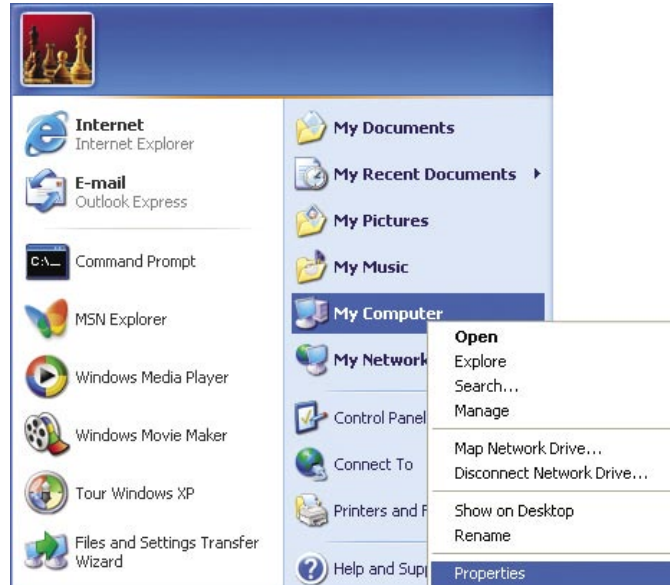 Internet
Internet Explorer
E-mail
Outlook Express
C:\_
Command Prompt
MSN Explorer
Windows Media Player
Windows Movie Maker
Tour Windows XP
Files and Settings Transfer
Wizard
My Documents
My Recent Documents
My Pictures
My Music
My Computer
My Network
Control Panel
Connect To
Printers and F
Help and Supp
Open
Explore
Search...
Manage
Map Network Drive...
Disconnect Network Drive...
Show on Desktop
Rename
Properties